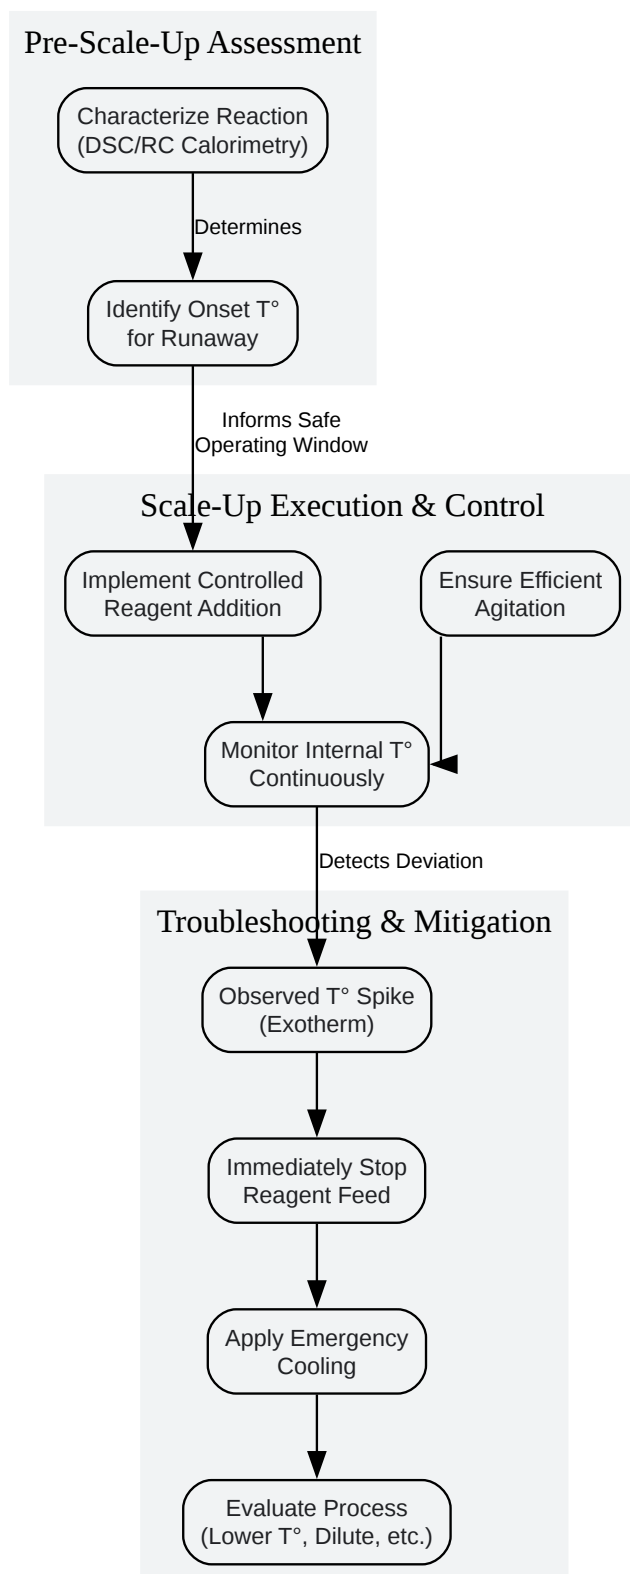 Pre-Scale-Up Assessment
Characterize Reaction
(DSC/RC Calorimetry)
Determines
Identify Onset T°
for Runaway
Informs Safe
Operating Window
Scale-Up Execution & Control
Implement Controlled
Reagent Addition
Ensure Efficient
Agitation
Monitor Internal T°
Continuously
Detects Deviation
Troubleshooting & Mitigation
Observed T° Spike
(Exotherm)
Immediately Stop
Reagent Feed
Apply Emergency
Cooling
Evaluate Process
(Lower T°, Dilute, etc.)